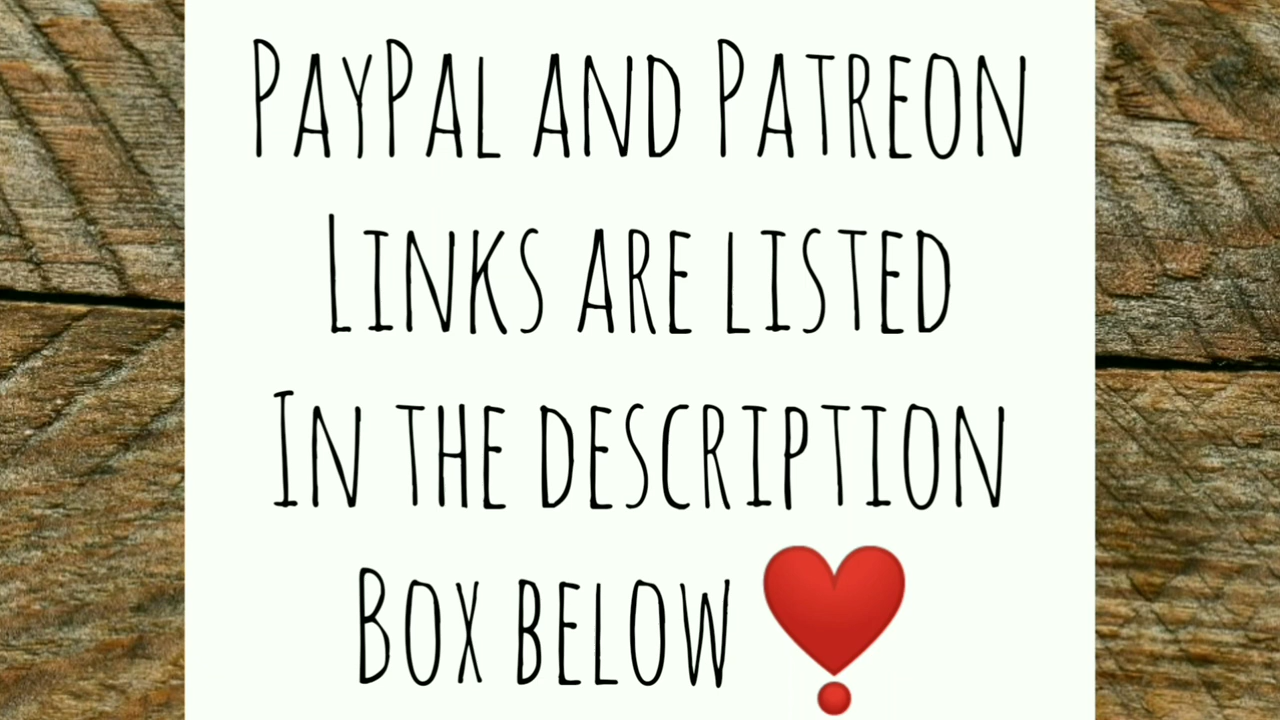 PayPal and Patreon
Links are listed
In the description
Box below ❣